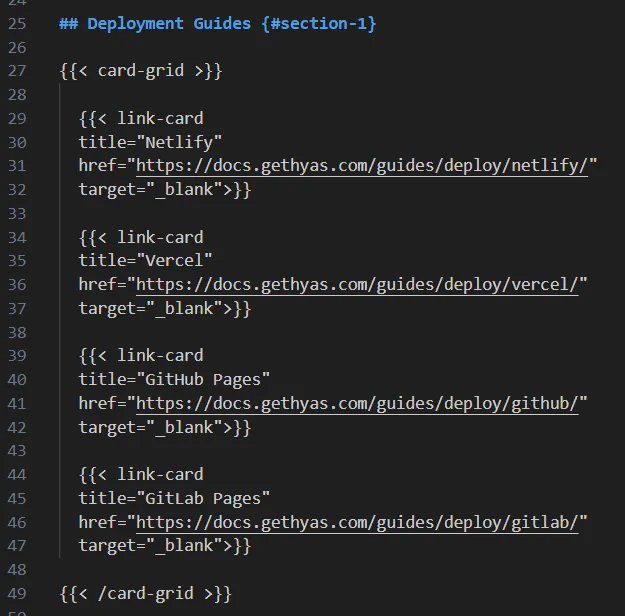 24
25 ## Deployment Guides {#section-1}
26
27 {{< card-grid >}}
28
29 {{< link-card
30 title="Netlify"
31 href="https://docs.gethyas.com/guides/deploy/netlify/"
32 target="_blank">}}
33
34 {{< link-card
35 title="Vercel"
36 href="https://docs.gethyas.com/guides/deploy/vercel/"
37 target="_blank">}}
38
39 {{< link-card
40 title="GitHub Pages"
41 href="https://docs.gethyas.com/guides/deploy/github/"
42 target="_blank">}}
43
44 {{< link-card
45 title="GitLab Pages"
46 href="https://docs.gethyas.com/guides/deploy/gitlab/"
47 target="_blank">}}
48
49 {{< /card-grid >}}
50